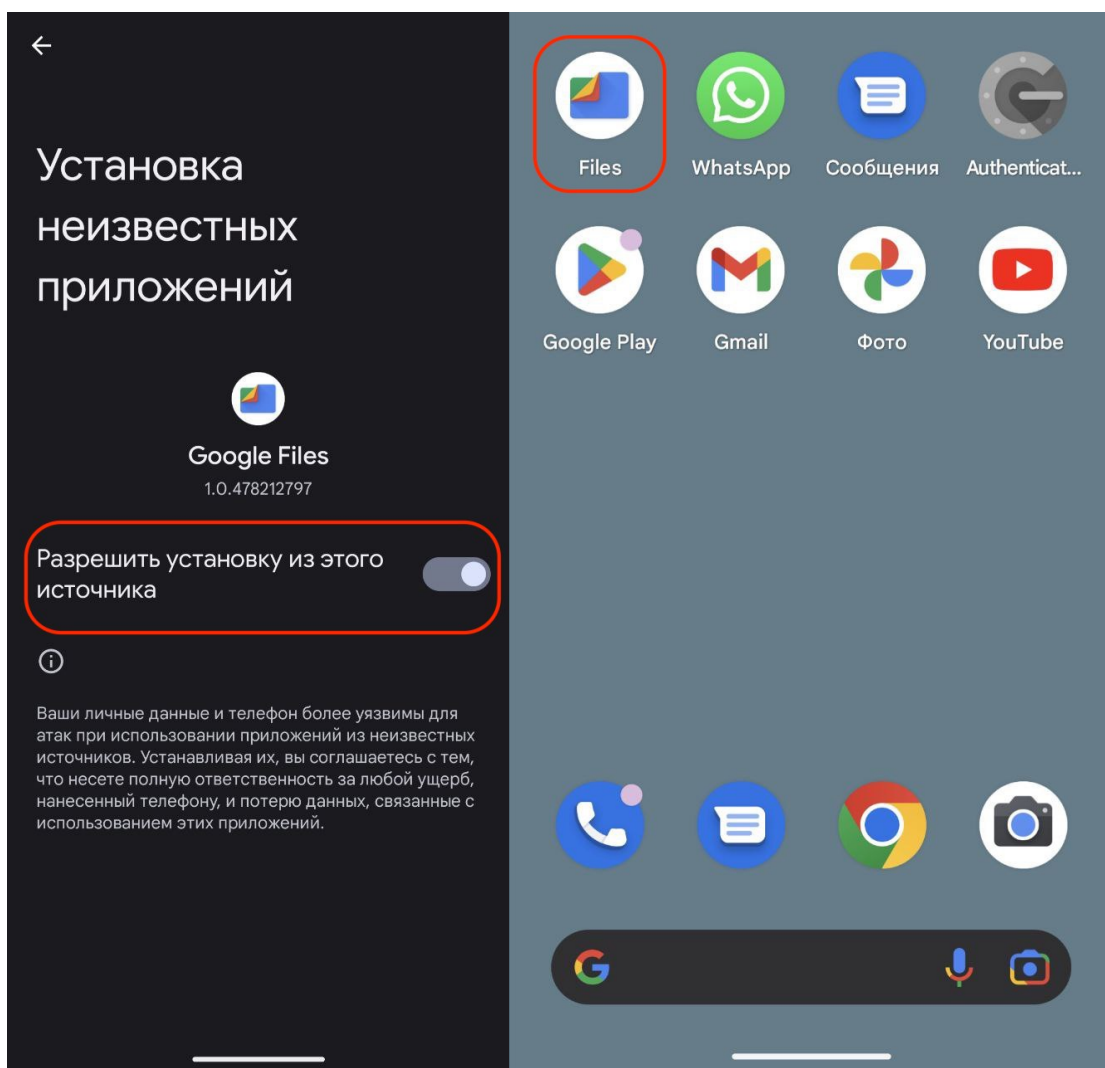 Установка
неизвестных
приложений
Google Files
1.0.478212797
Разрешить установку из этого
источника
Ваши личные данные и телефон более уязвимы для
атак при использовании приложений из неизвестных
источников. Устанавливая их, вы соглашаетесь с тем,
что несете полную ответственность за любой ущерб,
нанесенный телефону, и потерю данных, связанные с
использованием этих приложений.
Files WhatsApp Сообщения Authenticat...
Google Play Gmail Фото YouTube